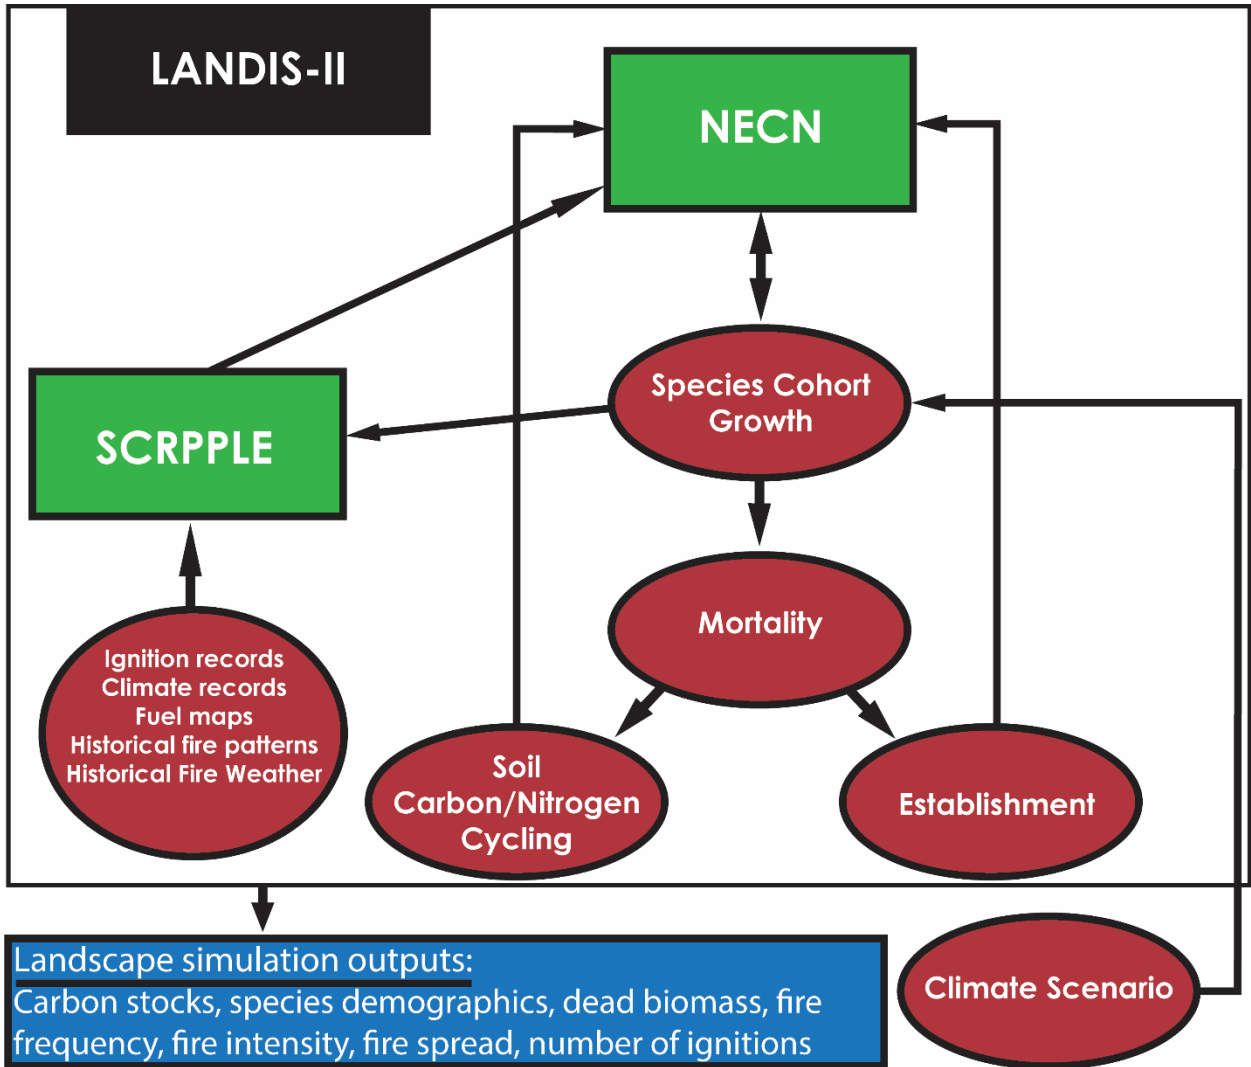 LANDIS-II
NECN
Species Cohort
Growth
SCRPPLE
Mortality
Ignition records
Climate records
Fuel maps
Historical fire patterns
Historical Fire Weather
Soil
Carbon/Nitrogen
Cycling
Establishment
Landscape simulation outputs:
Carbon stocks, species demographics, dead biomass, fire
frequency, fire intensity, fire spread, number of ignitions
Climate Scenario